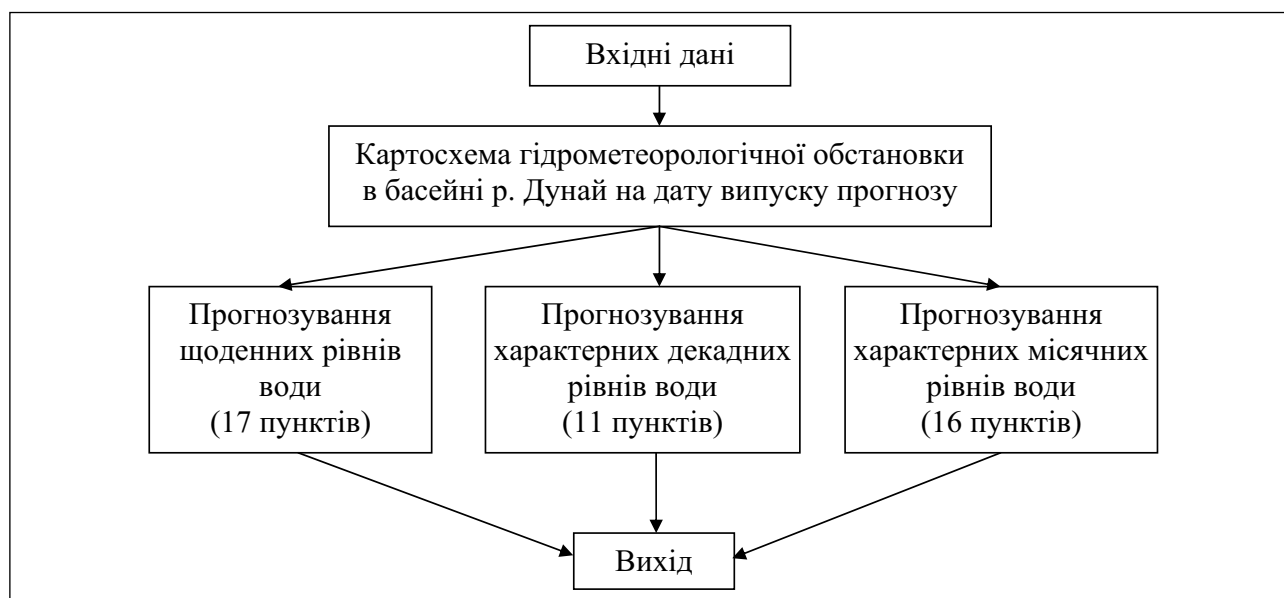 Вхідні дані
Картосхема гідрометеорологічної обстановки
в басейні р. Дунай на дату випуску прогнозу
Прогнозування
щоденних рівнів
води
(17 пунктів)
Прогнозування
характерних декадних
рівнів води
(11 пунктів)
Прогнозування
характерних місячних
рівнів води
(16 пунктів)
Вихід